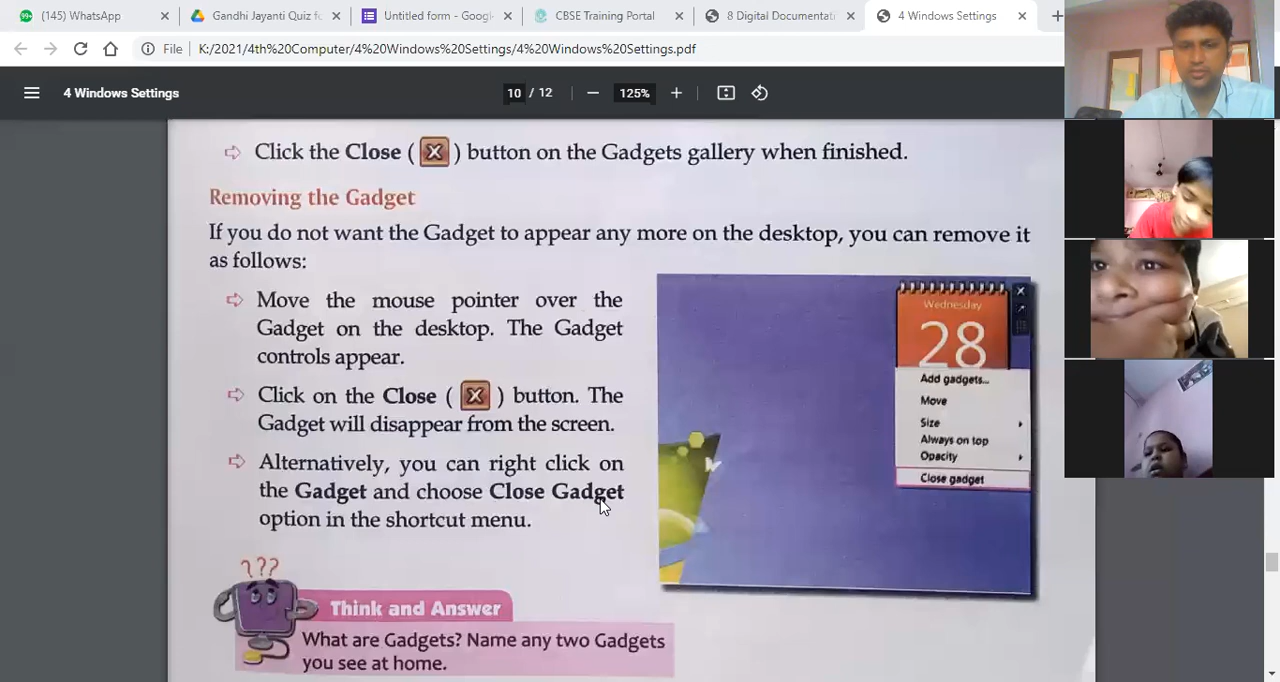 (145) WhatsApp
Gandhi Jayanti Quiz fo
Untitled form - Googl
CBSE Training Portal
8 Digital Documentati
4 Windows Settings
File
K:/2021/4th%20Computer/4%20Windows%20Settings/4%20Windows%20Settings.pdf
4 Windows Settings
10 / 12
125%
Click the Close ( X ) button on the Gadgets gallery when finished.
Removing the Gadget
If you do not want the Gadget to appear any more on the desktop, you can remove it
as follows:
Move the mouse pointer over the
Gadget on the desktop. The Gadget
controls appear.
Click on the Close ( X ) button. The
Gadget will disappear from the screen.
Alternatively, you can right click on
the Gadget and choose Close Gadget
option in the shortcut menu.
Wednesday
28
Add gadgets...
Move
Size
Always on top
Opacity
Close gadget
???
Think and Answer
What are Gadgets? Name any two Gadgets
you see at home.